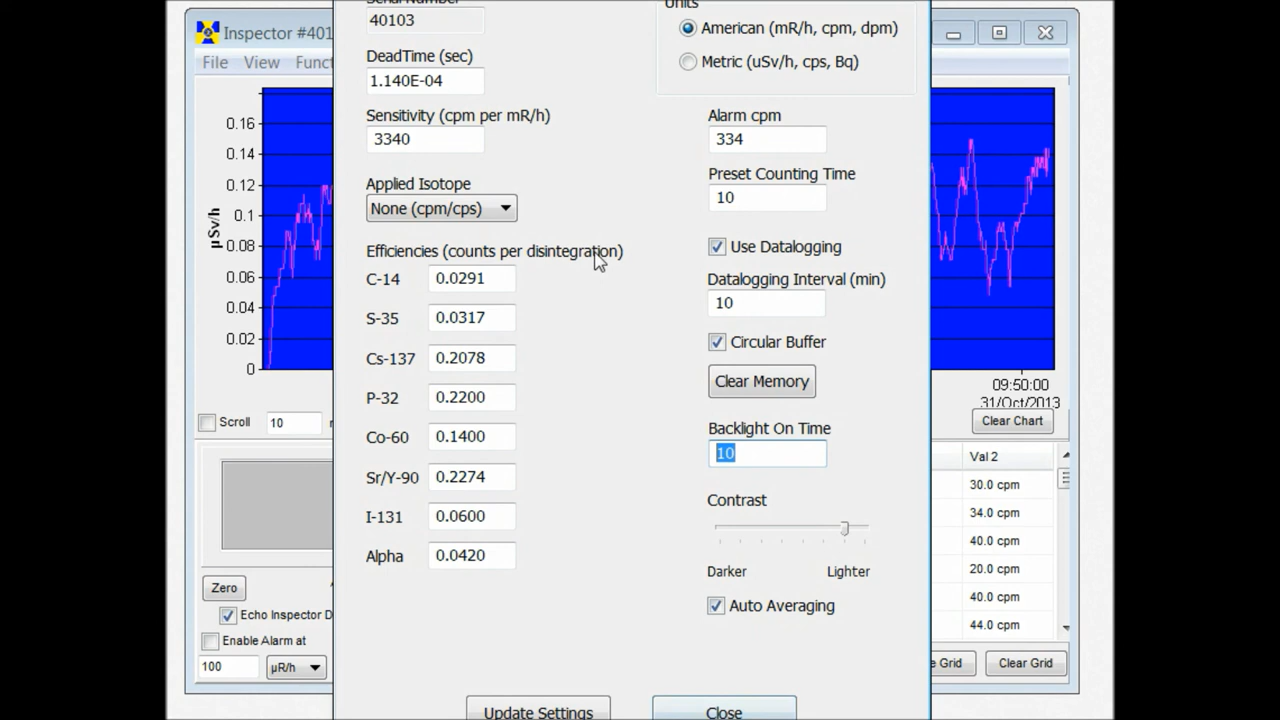 Inspector #401
File View Funct
Serial Number
40103
DeadTime (sec)
1.140E-04
Sensitivity (cpm per mR/h)
3340
Applied Isotope
None (cpm/cps)
Efficiencies (counts per disintegration)
C-14 0.0291
S-35 0.0317
Cs-137 0.2078
P-32 0.2200
Co-60 0.1400
Sr/Y-90 0.2274
I-131 0.0600
Alpha 0.0420
Update Settings
Units
American (mR/h, cpm, dpm)
Metric (uSv/h, cps, Bq)
Alarm cpm
334
Preset Counting Time
10
Use Datalogging
Datalogging Interval (min)
10
Circular Buffer
Clear Memory
Backlight On Time
10
Contrast
Darker Lighter
Auto Averaging
Close
µSv/h
0.16
0.14
0.12
0.1
0.08
0.06
0.04
0.02
0
Scroll 10
Zero
Echo Inspector D
Enable Alarm at
100 µR/h
09:50:00
31/Oct/2013
Clear Chart
Val 2
30.0 cpm
34.0 cpm
40.0 cpm
20.0 cpm
40.0 cpm
44.0 cpm
e Grid
Clear Grid